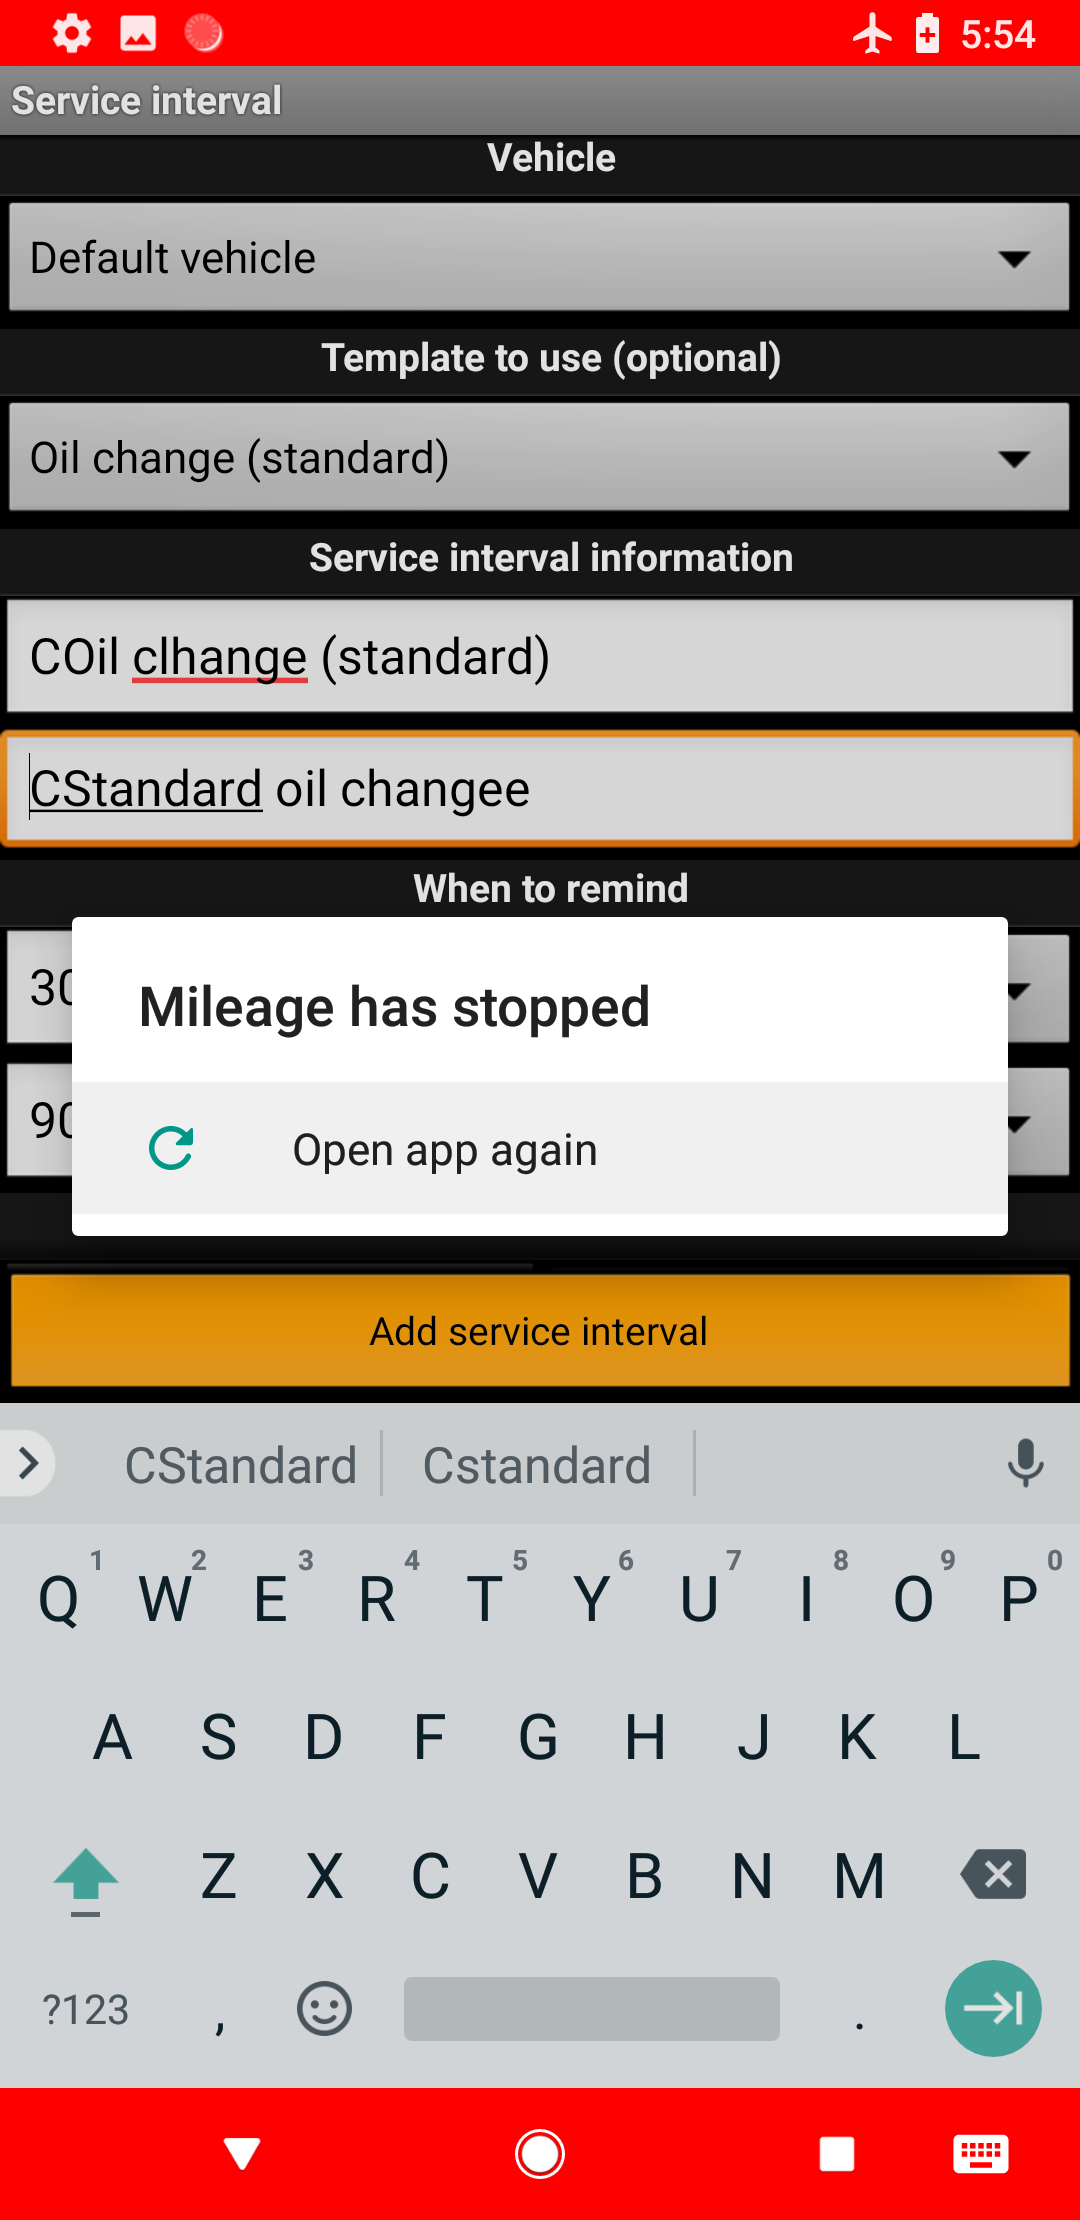 5:54
Service interval
Vehicle
Default vehicle
Template to use (optional)
Oil change (standard)
Service interval information
COil clhange (standard)
CStandard oil changee
When to remind
30
90
Mileage has stopped
Open app again
Add service interval
CStandard Cstandard
1 2 3 4 5 6 7 8 9 0
Q W E R T Y U I O P
A S D F G H J K L
Z X C V B N M
?123 , .